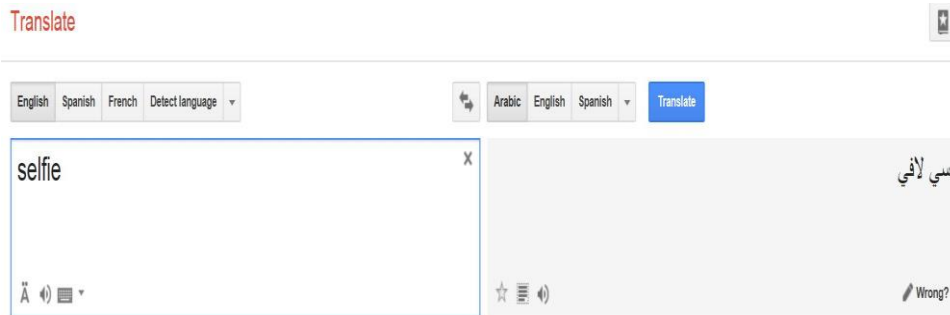 Translate
English Spanish French Detect language Arabic English Spanish Translate
selfie
سي لافي
Ä Wrong?